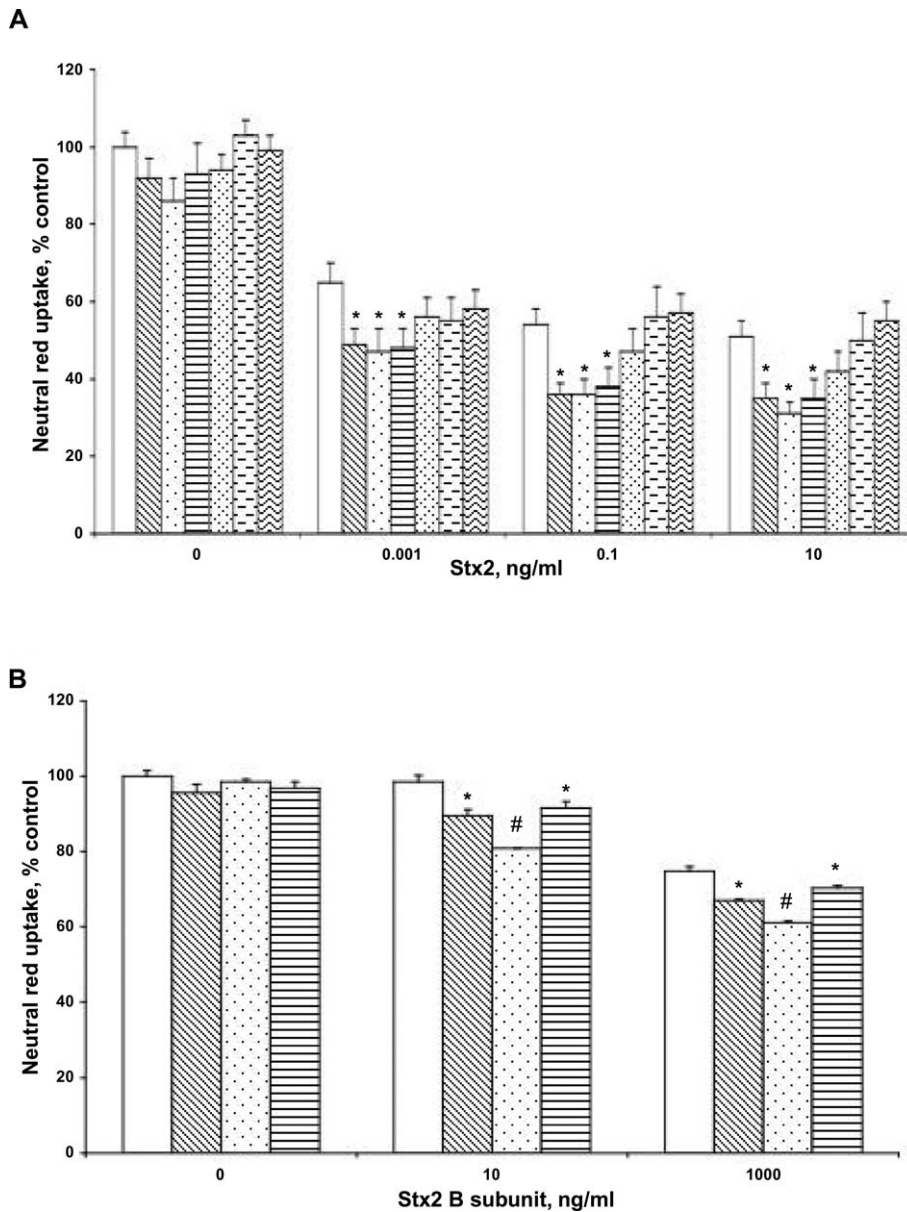 A
Neutral red uptake, % control
120
100
80
60
40
20
0
* * *
* * *
* * *
0 0.001 0.1 10
Stx2, ng/ml
B
Neutral red uptake, % control
120
100
80
60
40
20
0
* # *
* # *
0 10 1000
Stx2 B subunit, ng/ml